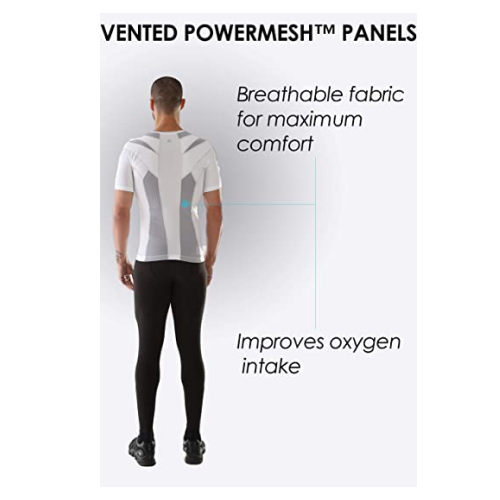 VENTED POWERMESH™ PANELS
Breathable fabric
for maximum
comfort
Improves oxygen
intake